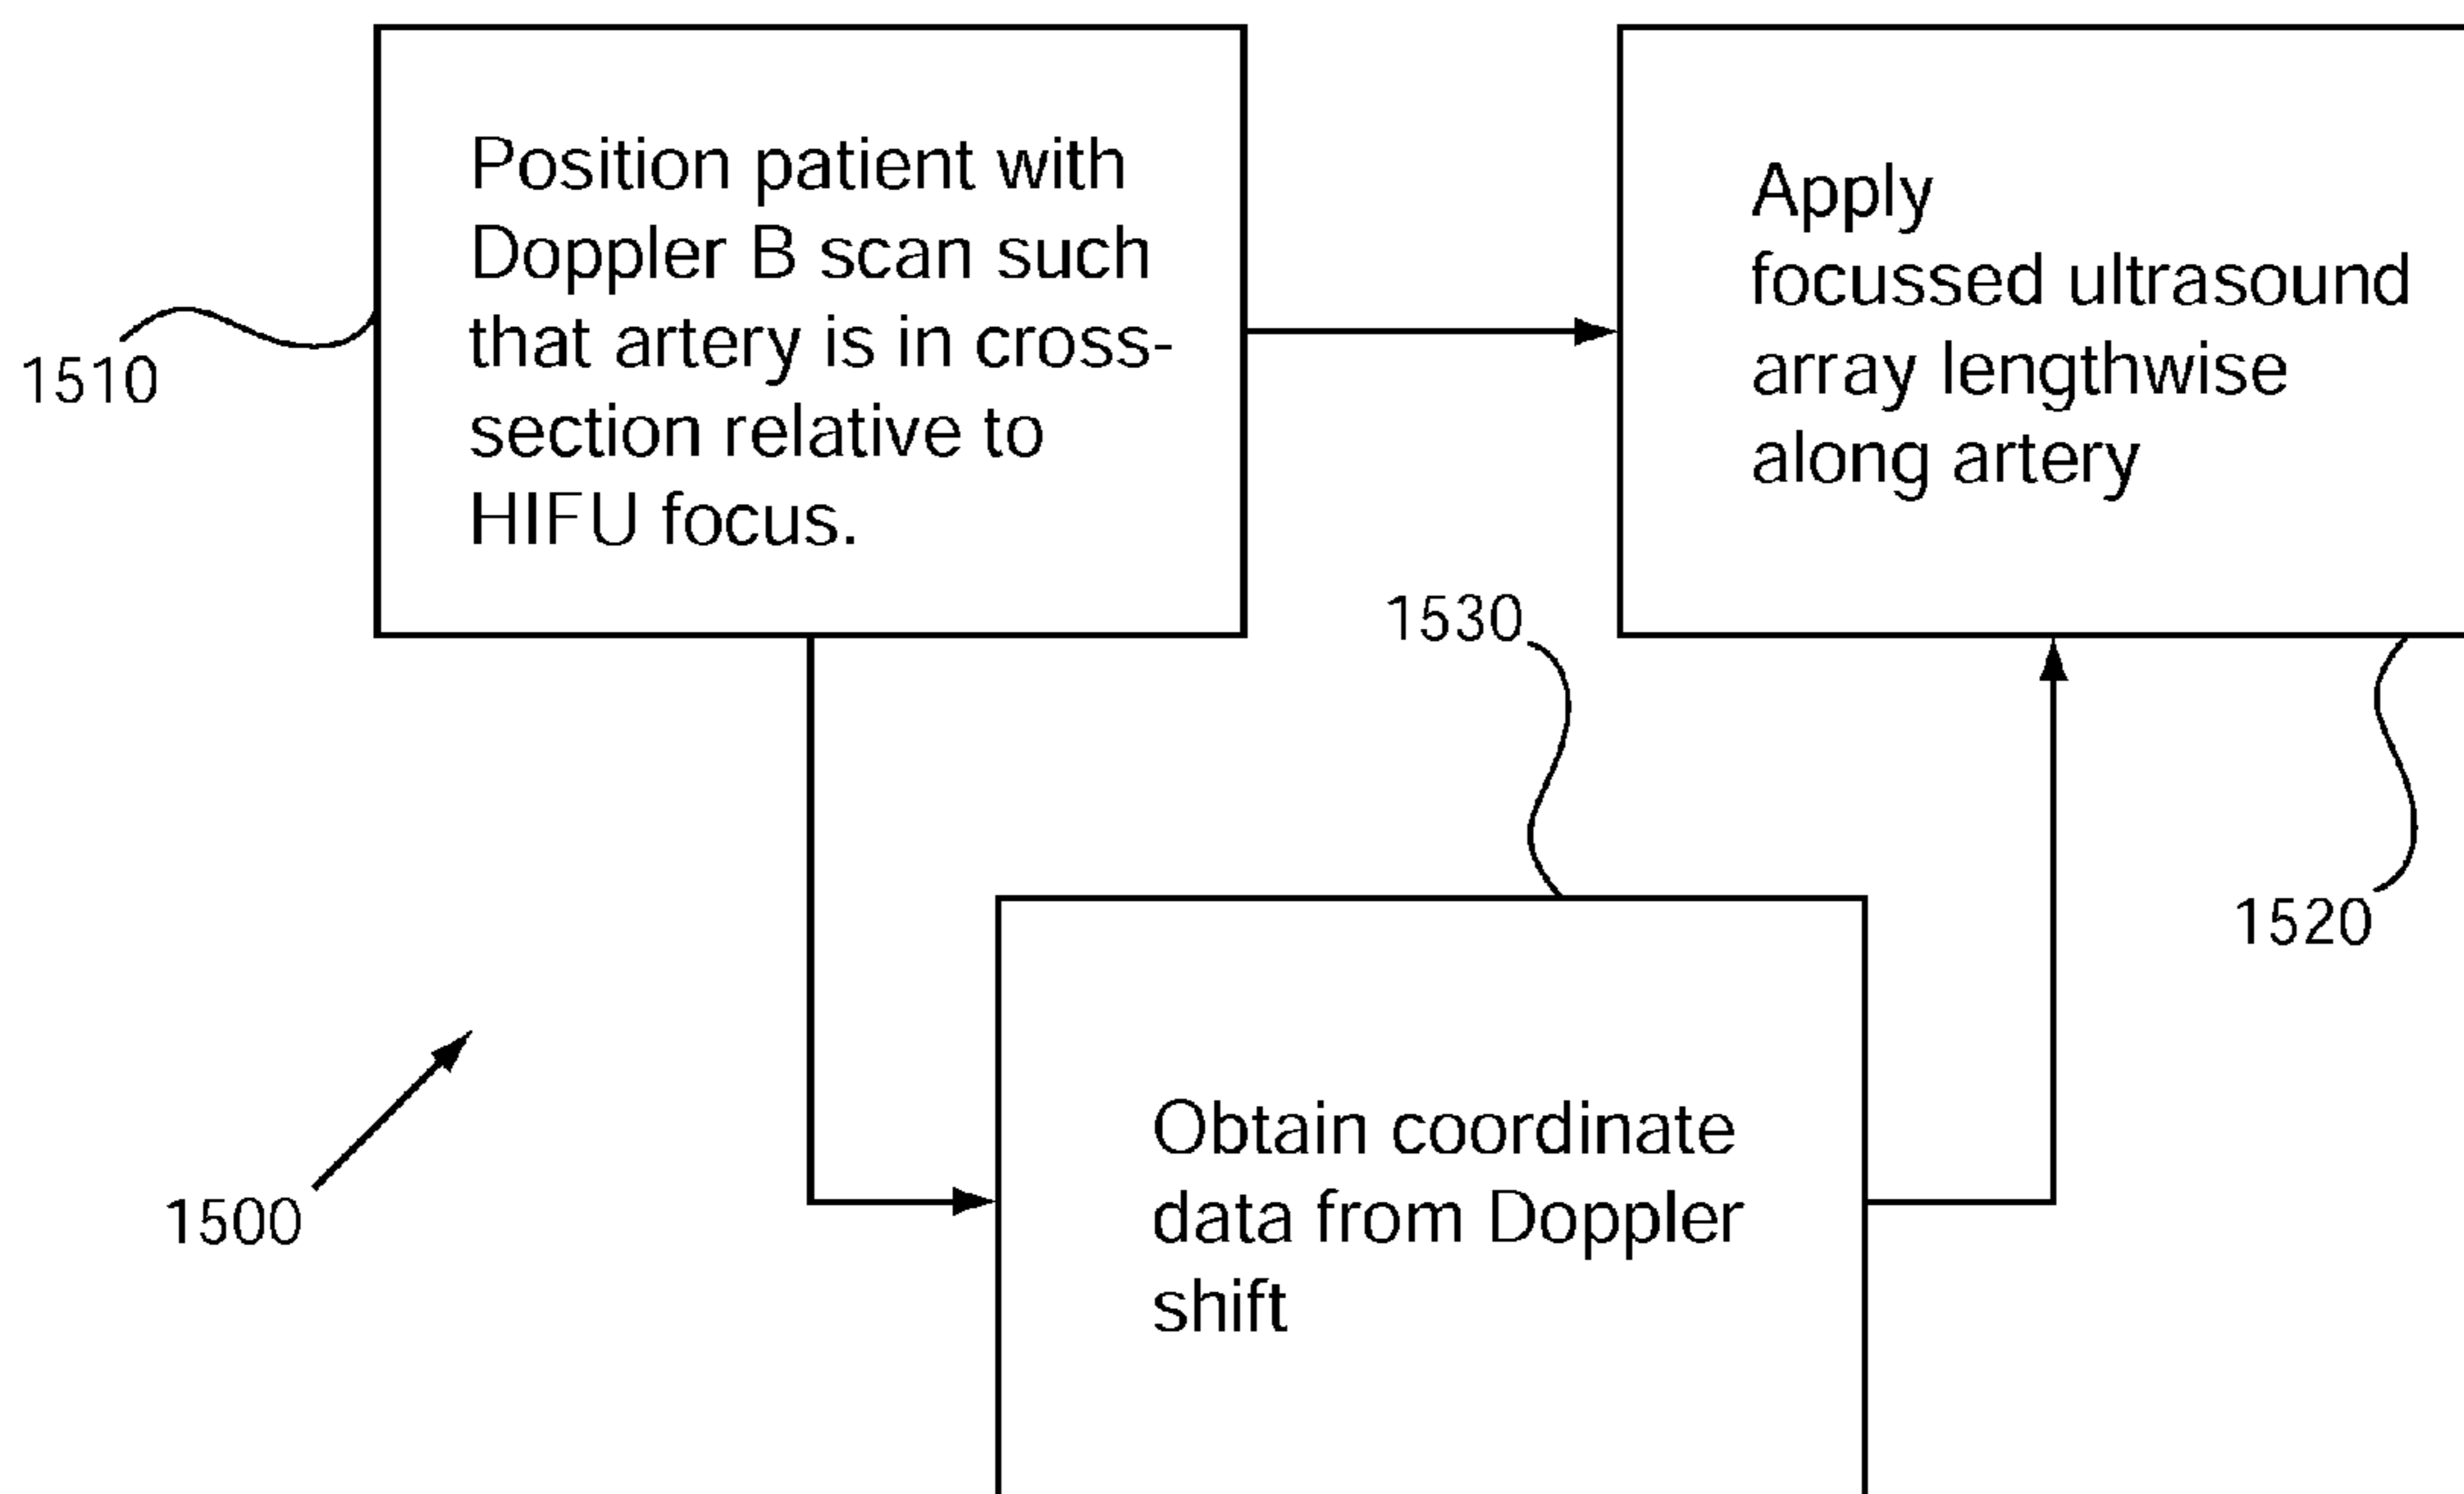 Position patient with
Doppler B scan such
that artery is in cross-
section relative to
HIFU focus.
1510
Apply
focussed ultrasound
array lengthwise
along artery
1530
1520
Obtain coordinate
data from Doppler
shift
1500